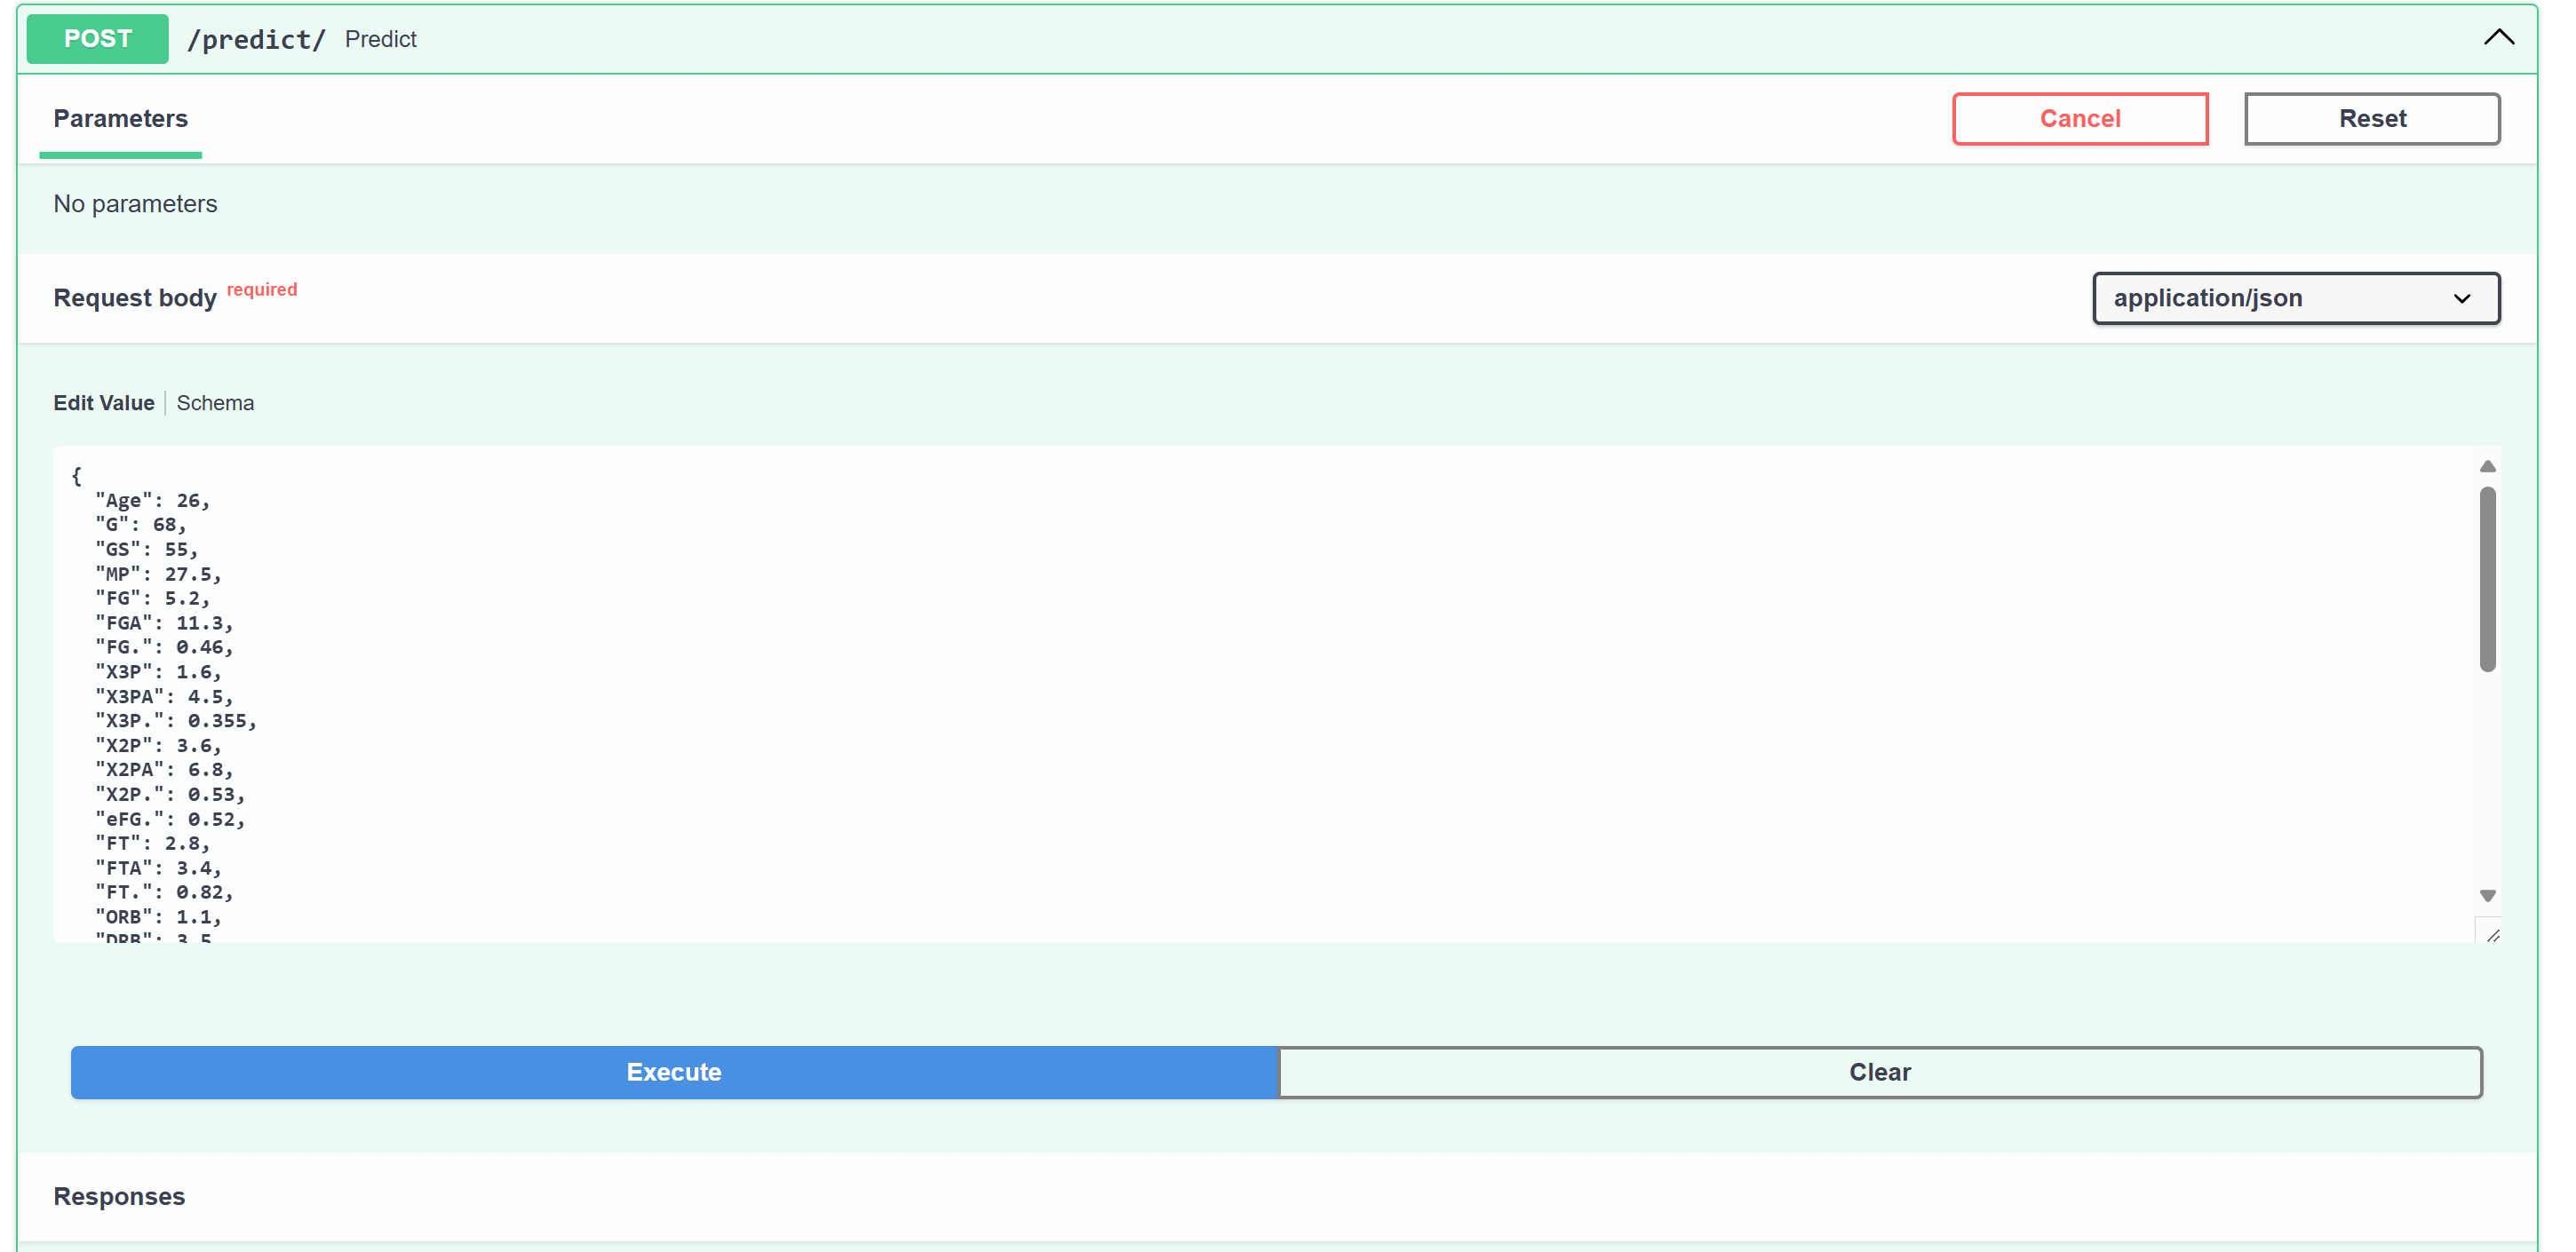 POST /predict/ Predict
Parameters
Cancel
Reset
No parameters
Request body required
application/json
Edit Value | Schema
{
  "Age": 26,
  "G": 68,
  "GS": 55,
  "MP": 27.5,
  "FG": 5.2,
  "FGA": 11.3,
  "FG.": 0.46,
  "X3P": 1.6,
  "X3PA": 4.5,
  "X3P.": 0.355,
  "X2P": 3.6,
  "X2PA": 6.8,
  "X2P.": 0.53,
  "eFG.": 0.52,
  "FT": 2.8,
  "FTA": 3.4,
  "FT.": 0.82,
  "ORB": 1.1,
  "DRB": 3.5
Execute
Clear
Responses